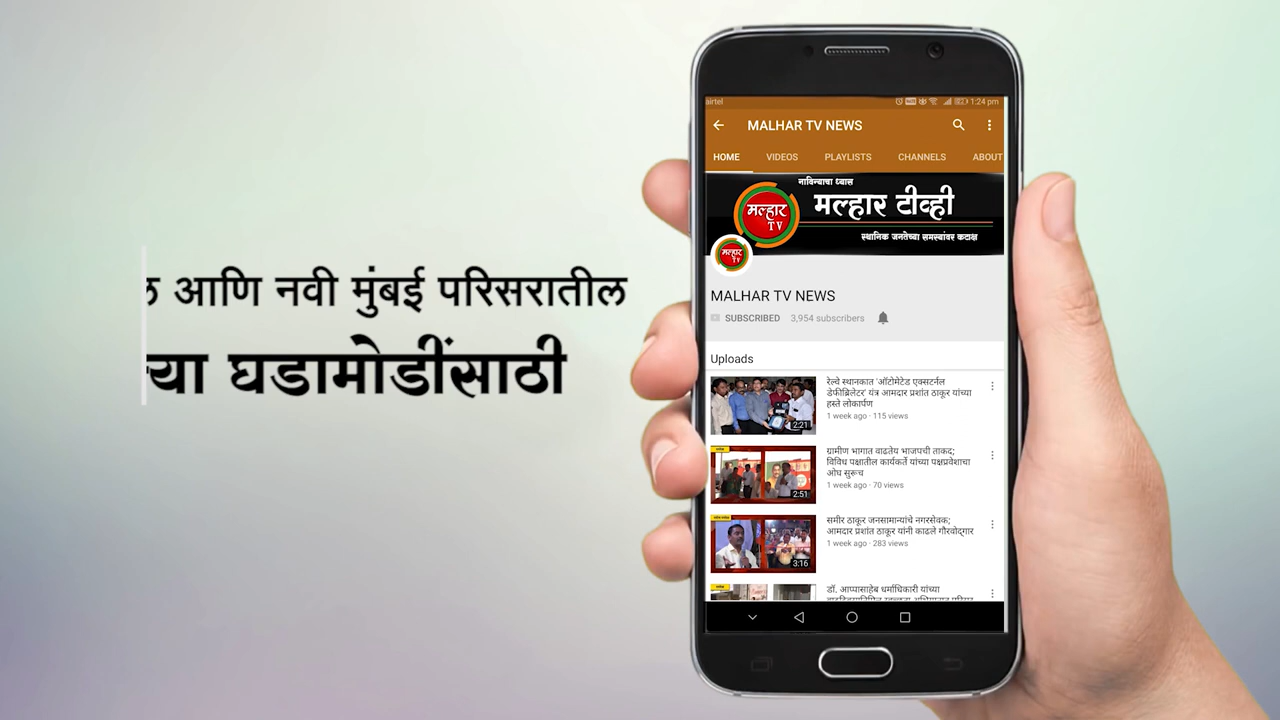 आणि नवी मुंबई परिसरातील
घडामोडींसाठी
airtel
1:24 pm
MALHAR TV NEWS
HOME VIDEOS PLAYLISTS CHANNELS ABOUT
नाविन्याचा ध्यास
मल्हार टीव्ही
स्थानिक जनतेच्या समस्यांवर कटाक्ष
मल्हार
TV
मल्हार
TV
MALHAR TV NEWS
SUBSCRIBED 3,954 subscribers
Uploads
रेल्वे स्थानकात 'ऑटोमेटेड एक्सटर्नल
डेफीब्रिलेटर' यंत्र आमदार प्रशांत ठाकूर यांच्या
हस्ते लोकार्पण
1 week ago · 115 views
2:21
ग्रामीण भागात वाढतेय भाजपची ताकद;
विविध पक्षातील कार्यकर्ते यांच्या पक्षप्रवेशाचा
ओघ सुरूच
1 week ago · 70 views
2:51
समीर ठाकूर जनसामान्यांचे नगरसेवक;
आमदार प्रशांत ठाकूर यांनी काढले गौरवोद्गार
1 week ago · 283 views
3:16
डॉ. आप्पासाहेब धर्माधिकारी यांच्या